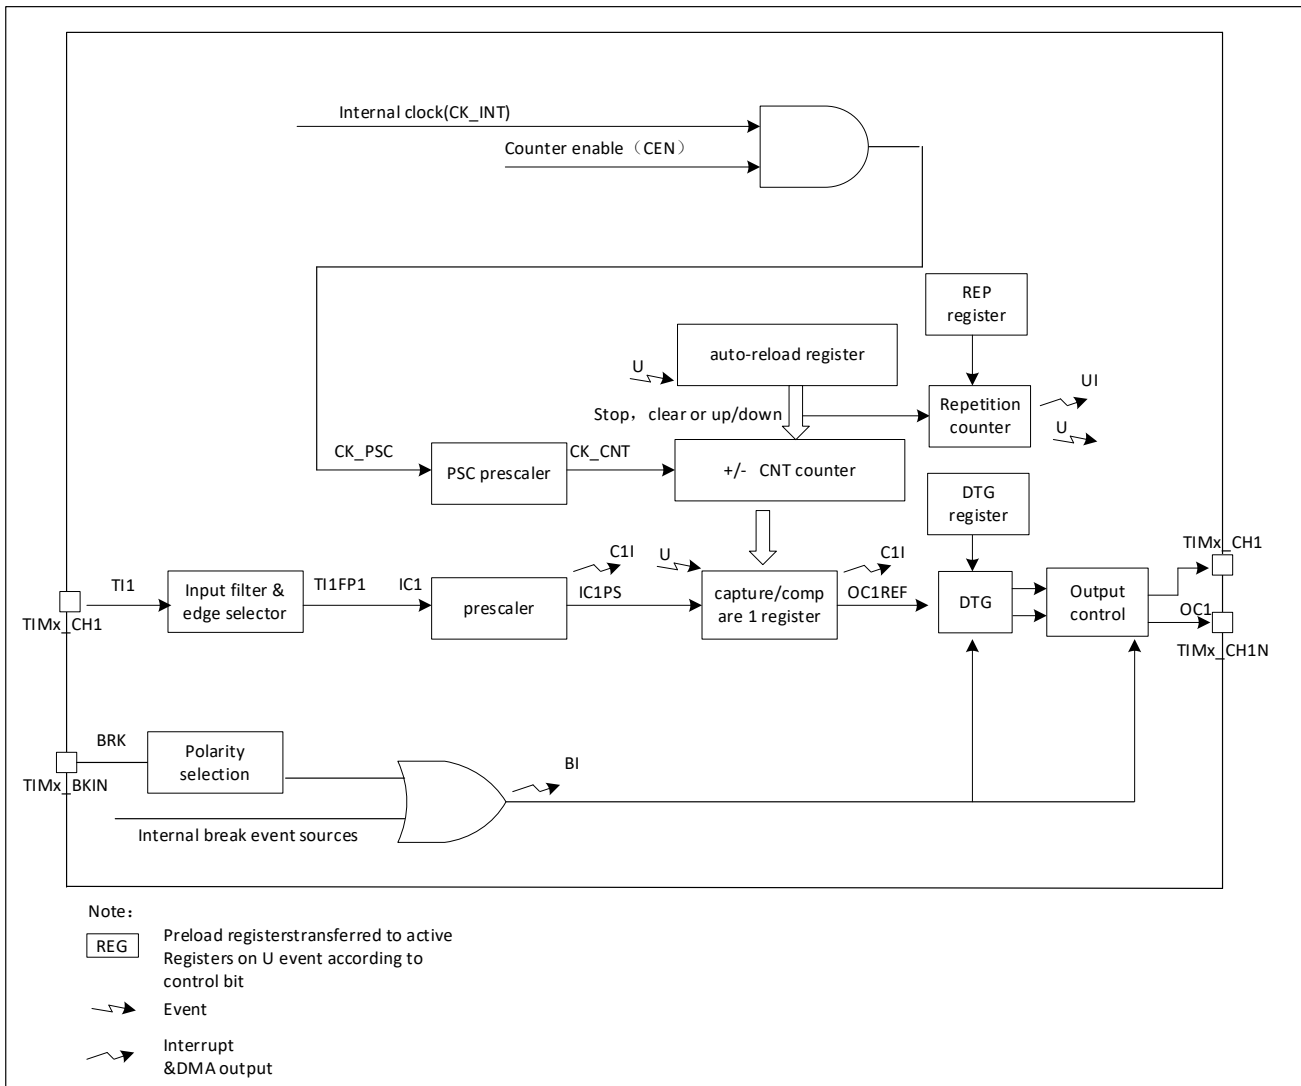 Internal clock(CK_INT)
Counter enable（CEN）
REP
register
auto-reload register
U
UI
Stop，clear or up/down
Repetition
counter
U
CK_PSC
CK_CNT
PSC prescaler
+/-   CNT counter
DTG
register
TIMx_CH1
C1I
U
C1I
TI1
Input filter &
edge selector
TI1FP1
IC1
prescaler
IC1PS
capture/comp
are 1 register
OC1REF
DTG
Output
control
OC1
TIMx_CH1
TIMx_CH1N
BRK
Polarity
selection
TIMx_BKIN
BI
Internal break event sources
Note：
REG
Preload registerstransferred to active
Registers on U event according to
control bit
Event
Interrupt
&DMA output